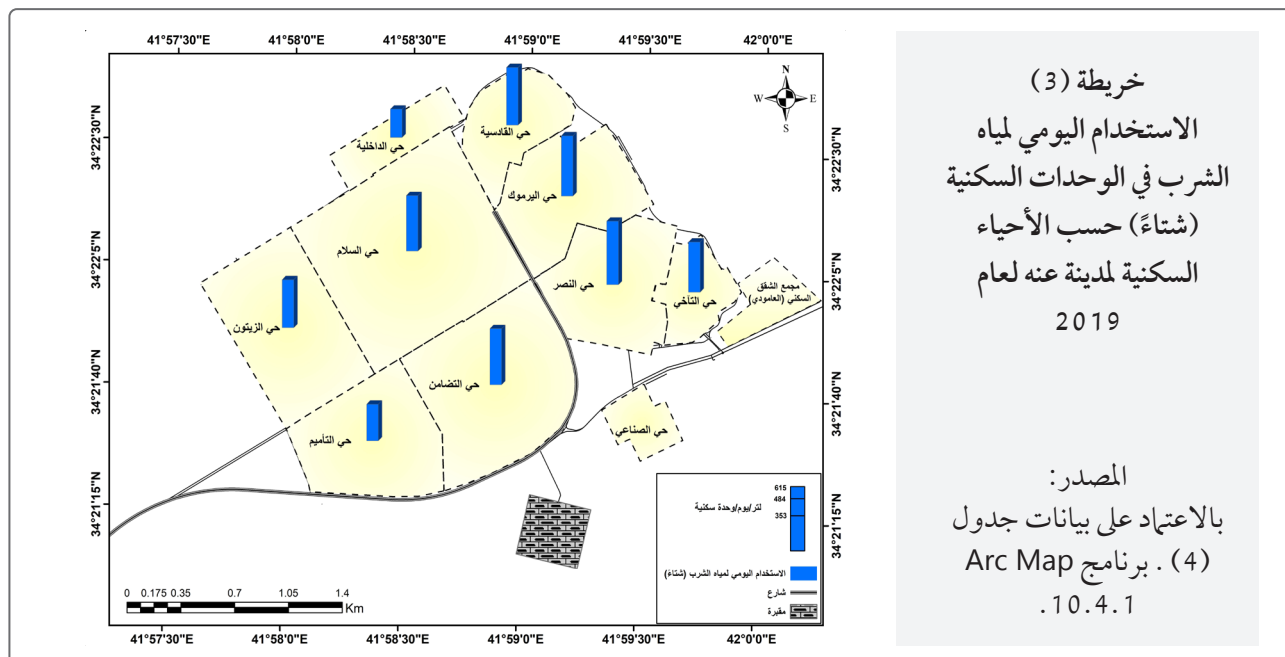 41°57'30"E
41°58'0"E
41°58'30"E
41°59'0"E
41°59'30"E
42°0'0"E
34°22'30"N
34°22'5"N
34°21'40"N
34°21'15"N
34°22'30"N
34°22'5"N
34°21'40"N
34°21'15"N
N
W
E
S
حي القادسية
حي الداخلية
حي اليرموك
حي السلام
حي النصر
حي التآخي
مجمع الشقق
السكني (العامودي)
حي الزيتون
حي التضامن
حي التأميم
حي الصناعي
615
484
353
لتر/يوم/وحدة سكنية
الاستخدام اليومي لمياه الشرب (شتاءً)
شارع
مقبرة
0 0.175 0.35 0.7 1.05 1.4
Km
41°57'30"E
41°58'0"E
41°58'30"E
41°59'0"E
41°59'30"E
42°0'0"E
خريطة (3)
الاستخدام اليومي لمياه
الشرب في الوحدات السكنية
(شتاءً) حسب الأحياء
السكنية لمدينة عنه لعام
2019
المصدر:
بالاعتماد على بيانات جدول
(4) . برنامج Arc Map
10.4.1.